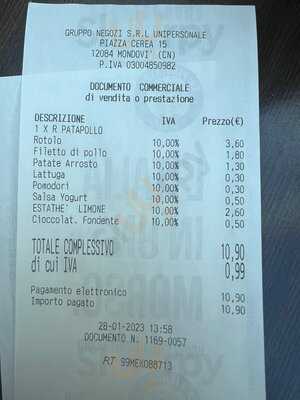 GRUPPO NEGOZI S.R.L UNIPERSONALE
PIAZZA CEREA 15
12084 MONDOVI' (CN)
P.IVA 03004850982
DOCUMENTO COMMERCIALE
di vendita o prestazione
DESCRIZIONE IVA Prezzo(€)
1 X R PATAPOLLO
Rotolo 10,00% 3,60
Filetto di pollo 10,00% 1,80
Patate Arrosto 10,00% 1,30
Lattuga 10,00% 0,30
Pomodori 10,00% 0,30
Salsa Yogurt 10,00% 0,50
ESTATHE' LIMONE 10,00% 2,60
Cioccolat. Fondente 10,00% 0,50
TOTALE COMPLESSIVO 10,90
di cui IVA 0,99
Pagamento elettronico 10,90
Importo pagato 10,90
28-01-2023 13:58
DOCUMENTO N. 1169-0057
RT 99MEX088713